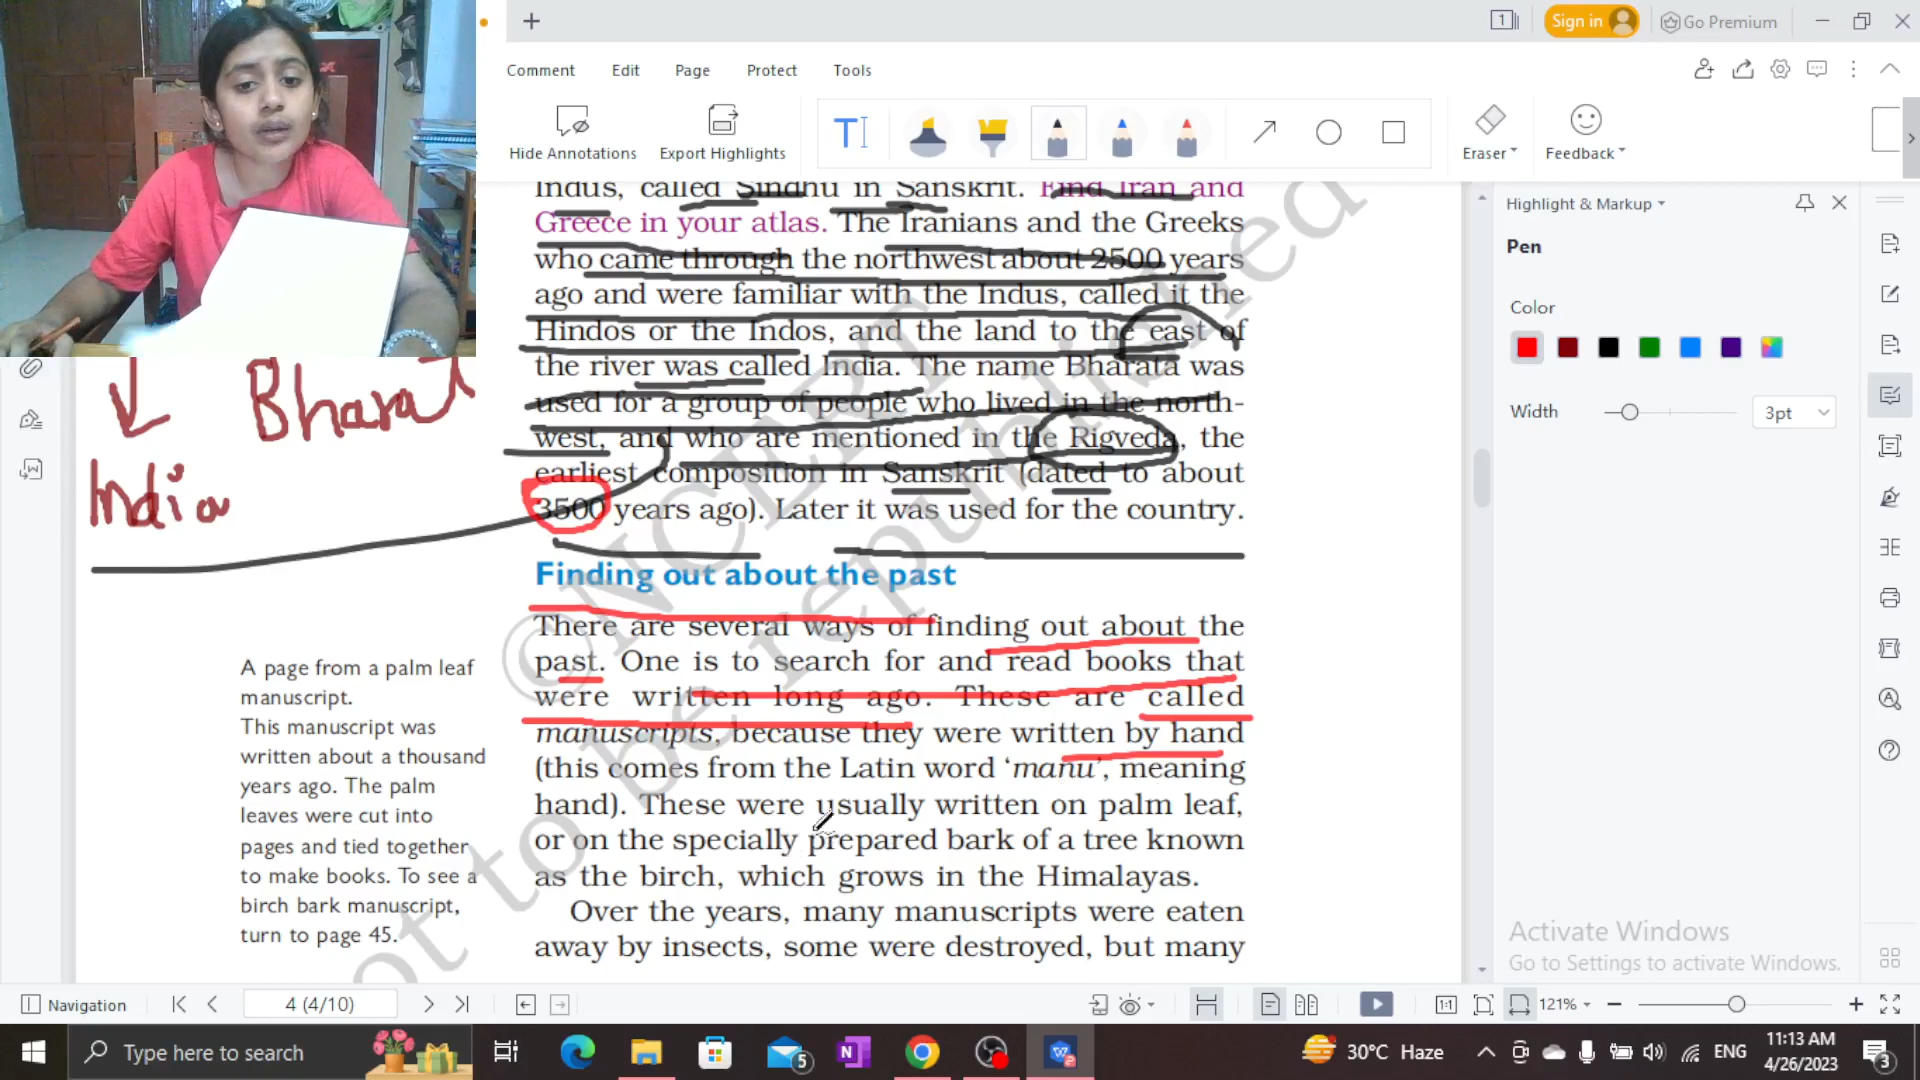 Sign in
Go Premium
Comment Edit Page Protect Tools
Hide Annotations Export Highlights Eraser Feedback
Highlight & Markup
Pen
Color
Width 3pt
Indus, called Sindhu in Sanskrit. Find Iran and
Greece in your atlas. The Iranians and the Greeks
who came through the northwest about 2500 years
ago and were familiar with the Indus, called it the
Hindos or the Indos, and the land to the east of
the river was called India. The name Bharata was
used for a group of people who lived in the north-
west, and who are mentioned in the Rigveda, the
earliest composition in Sanskrit (dated to about
3500 years ago). Later it was used for the country.
Bharat
India
Finding out about the past
There are several ways of finding out about the
past. One is to search for and read books that
were written long ago. These are called
manuscripts, because they were written by hand
(this comes from the Latin word ‘manu’, meaning
hand). These were usually written on palm leaf,
or on the specially prepared bark of a tree known
as the birch, which grows in the Himalayas.
Over the years, many manuscripts were eaten
away by insects, some were destroyed, but many
A page from a palm leaf
manuscript.
This manuscript was
written about a thousand
years ago. The palm
leaves were cut into
pages and tied together
to make books. To see a
birch bark manuscript,
turn to page 45.
©NCERT
not to be republished
Activate Windows
Go to Settings to activate Windows.
Navigation 4 (4/10) 1:1 121%
Type here to search
5
30°C Haze
ENG
11:13 AM
4/26/2023
3